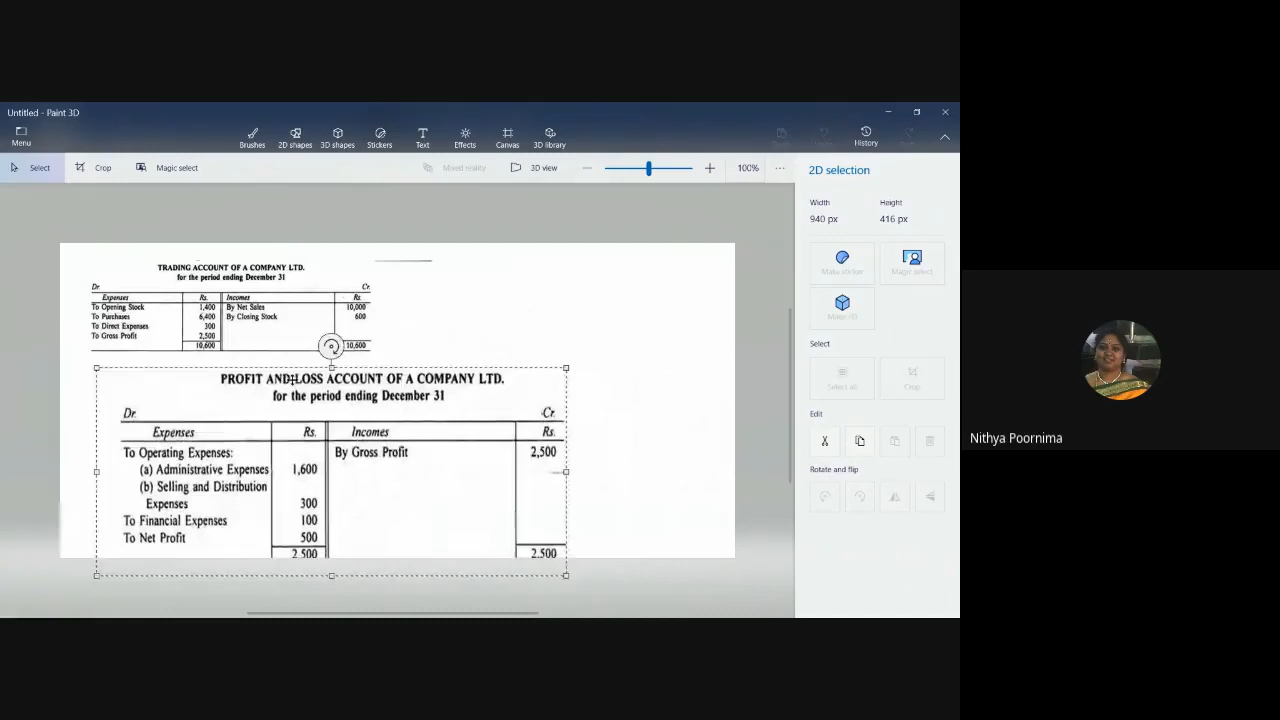 Untitled - Paint 3D
Menu
Brushes 2D shapes 3D shapes Stickers Text Effects Canvas 3D library History
Select Crop Magic select Mixed reality 3D view 100%
2D selection
Width Height
940 px 416 px
Make sticker Magic select
Make 3D
Select
Select all Crop
Edit
Rotate and flip
TRADING ACCOUNT OF A COMPANY LTD.
for the period ending December 31
Dr. Cr.
Expenses Rs. Incomes Rs.
To Opening Stock 1,400 By Net Sales 10,000
To Purchases 6,400 By Closing Stock 600
To Direct Expenses 300
To Gross Profit 2,500
10,600 10,600
PROFIT AND LOSS ACCOUNT OF A COMPANY LTD.
for the period ending December 31
Dr. Cr.
Expenses Rs. Incomes Rs.
To Operating Expenses: By Gross Profit 2,500
(a) Administrative Expenses 1,600
(b) Selling and Distribution
Expenses 300
To Financial Expenses 100
To Net Profit 500
2,500 2,500
Nithya Poornima